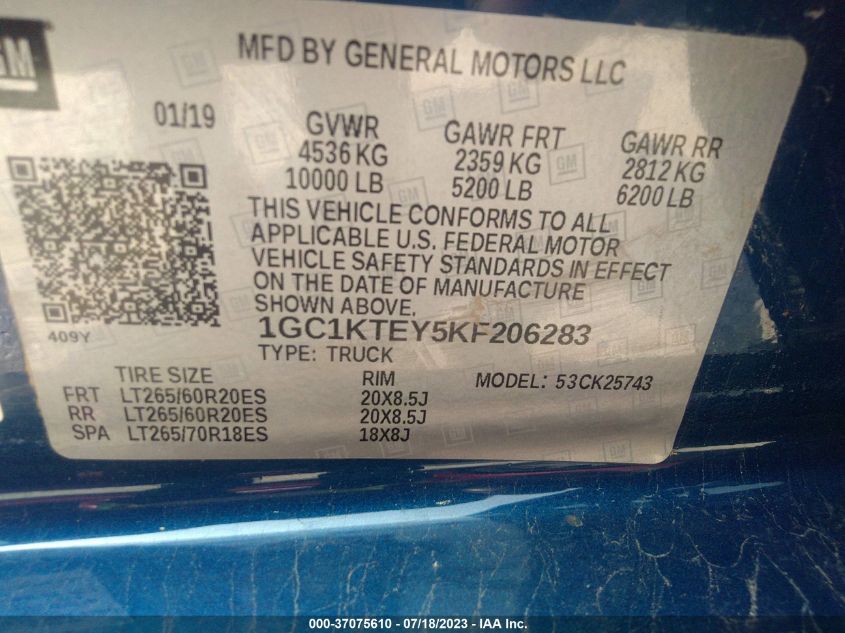 GM
MFD BY GENERAL MOTORS LLC
01/19
GVWR
4536 KG
10000 LB
GAWR FRT
2359 KG
5200 LB
GAWR RR
2812 KG
6200 LB
THIS VEHICLE CONFORMS TO ALL
APPLICABLE U.S. FEDERAL MOTOR
VEHICLE SAFETY STANDARDS IN EFFECT
ON THE DATE OF MANUFACTURE
SHOWN ABOVE.
409Y
1GC1KTEY5KF206283
TYPE: TRUCK
MODEL: 53CK25743
TIRE SIZE RIM
FRT LT265/60R20ES 20X8.5J
RR LT265/60R20ES 20X8.5J
SPA LT265/70R18ES 18X8J
000-37075610 - 07/18/2023 - IAA Inc.